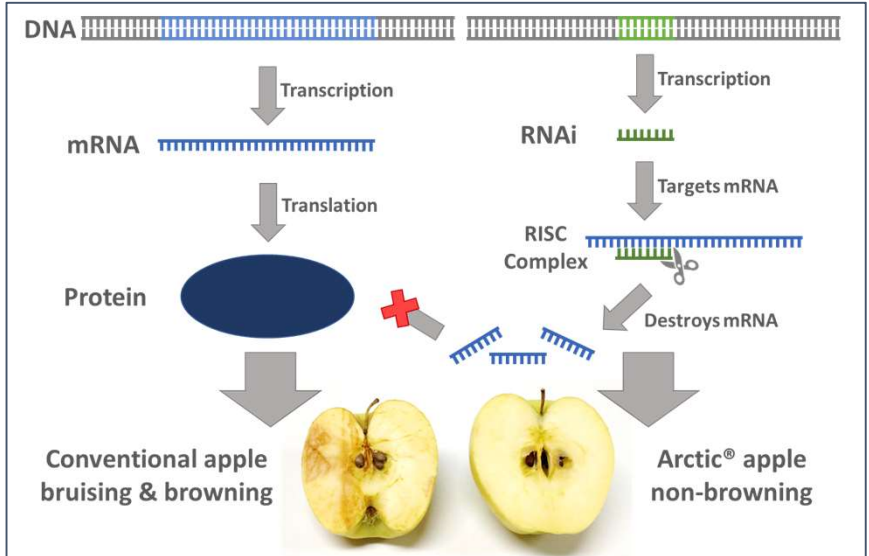 DNA
Transcription
mRNA
Translation
Protein
Conventional apple
bruising & browning
Transcription
RNAi
Targets mRNA
RISC
Complex
Destroys mRNA
Arctic® apple
non-browning